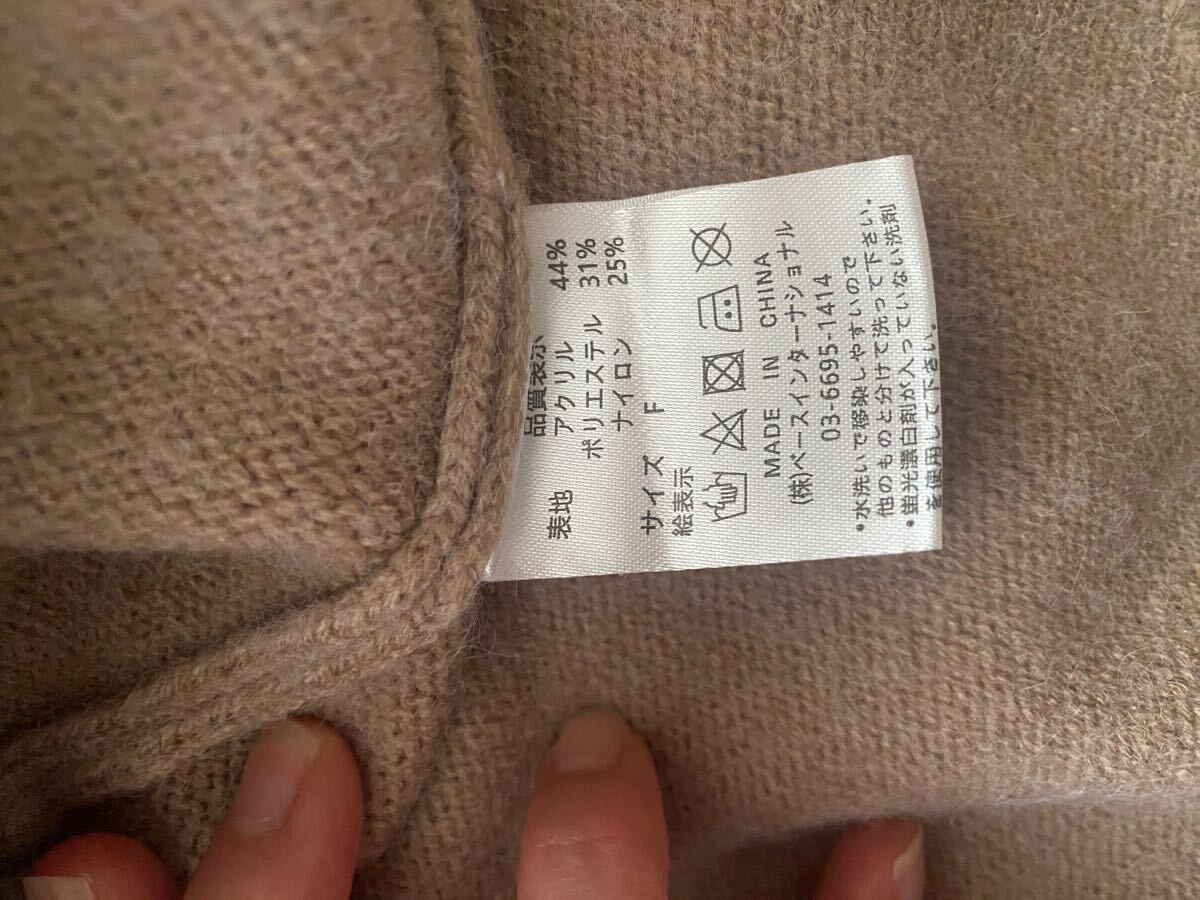 品質表示
表地 アクリル 44%
ポリエステル 31%
ナイロン 25%
サイズ F
絵表示
MADE IN CHINA
(株)ベースインターナショナル
03-6695-1414
•水洗いで移染しやすいので
他のものと分けて洗って下さい。
•蛍光漂白剤が入っていない洗剤
を使用して下さい。